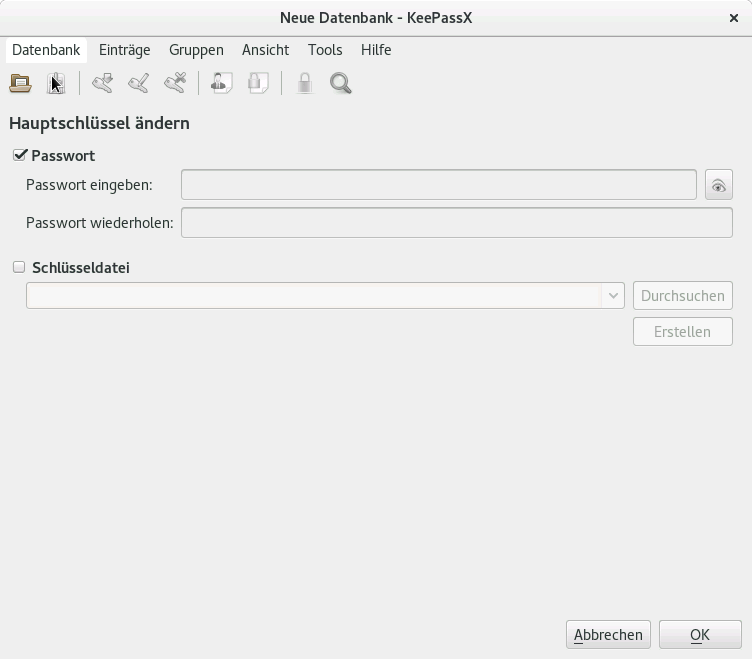 Neue Datenbank - KeePassX
Datenbank Einträge Gruppen Ansicht Tools Hilfe
Hauptschlüssel ändern
Passwort
Passwort eingeben:
Passwort wiederholen:
Schlüsseldatei
Durchsuchen
Erstellen
Abbrechen OK